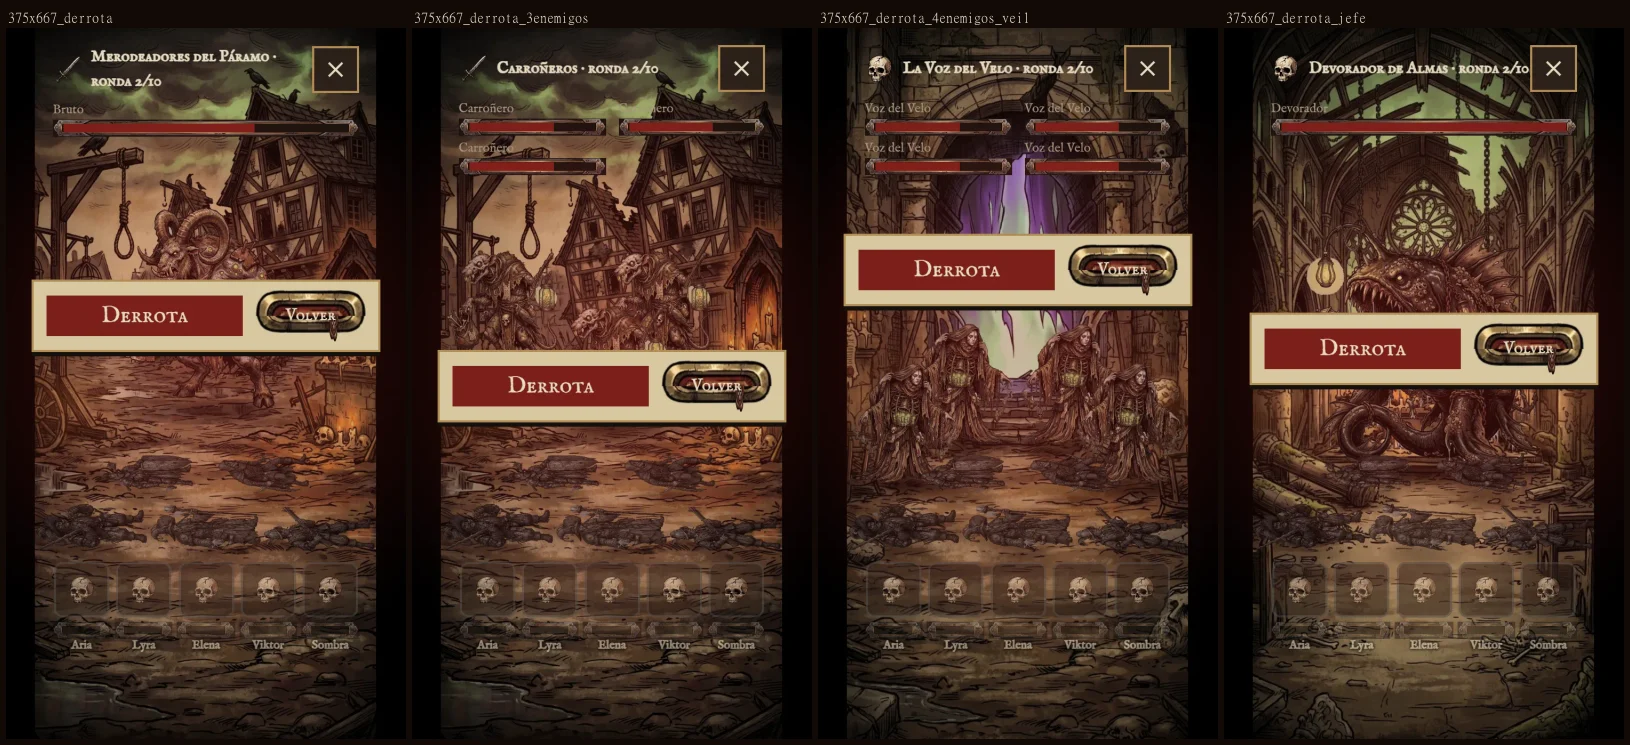 375x667_derrota
Merodeadores del Páramo ·
ronda 2/10
×
Bruto
Derrota
Volver
Aria Lyra Elena Viktor Sombra
375x667_derrota_3enemigos
Carroñeros · ronda 2/10
×
Carroñero
Carroñero
Derrota
Volver
Aria Lyra Elena Viktor Sombra
375x667_derrota_4enemigos_veil
La Voz del Velo · ronda 2/10
×
Voz del Velo Voz del Velo
Voz del Velo Voz del Velo
Derrota
Volver
Aria Lyra Elena Viktor Sombra
375x667_derrota_jefe
Devorador de Almas · ronda 2/10
×
Devorador
Derrota
Volver
Aria Lyra Elena Viktor Sombra